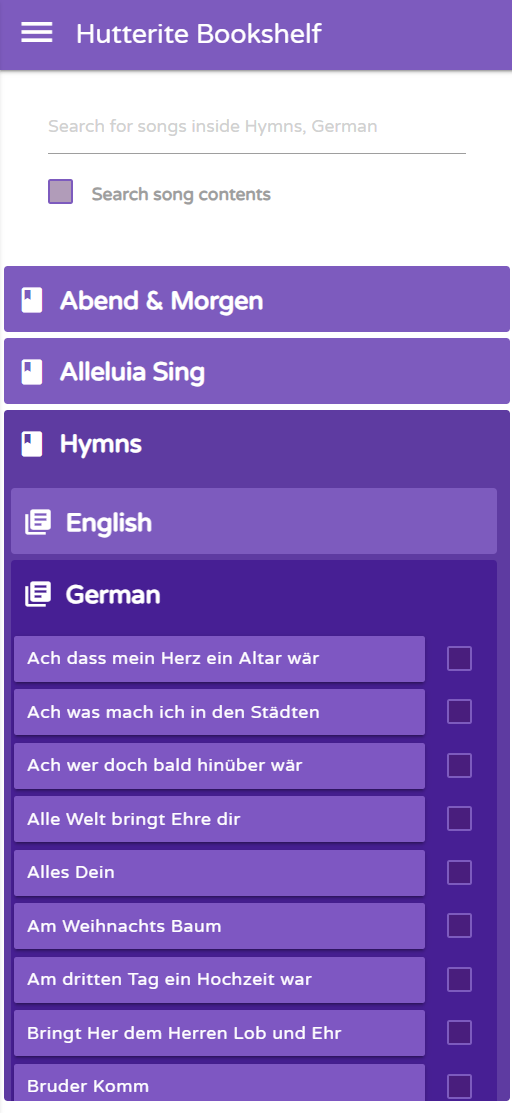 Hutterite Bookshelf
Search for songs inside Hymns, German
Search song contents
Abend & Morgen
Alleluia Sing
Hymns
English
German
Ach dass mein Herz ein Altar wär
Ach was mach ich in den Städten
Ach wer doch bald hinüber wär
Alle Welt bringt Ehre dir
Alles Dein
Am Weihnachts Baum
Am dritten Tag ein Hochzeit war
Bringt Her dem Herren Lob und Ehr
Bruder Komm